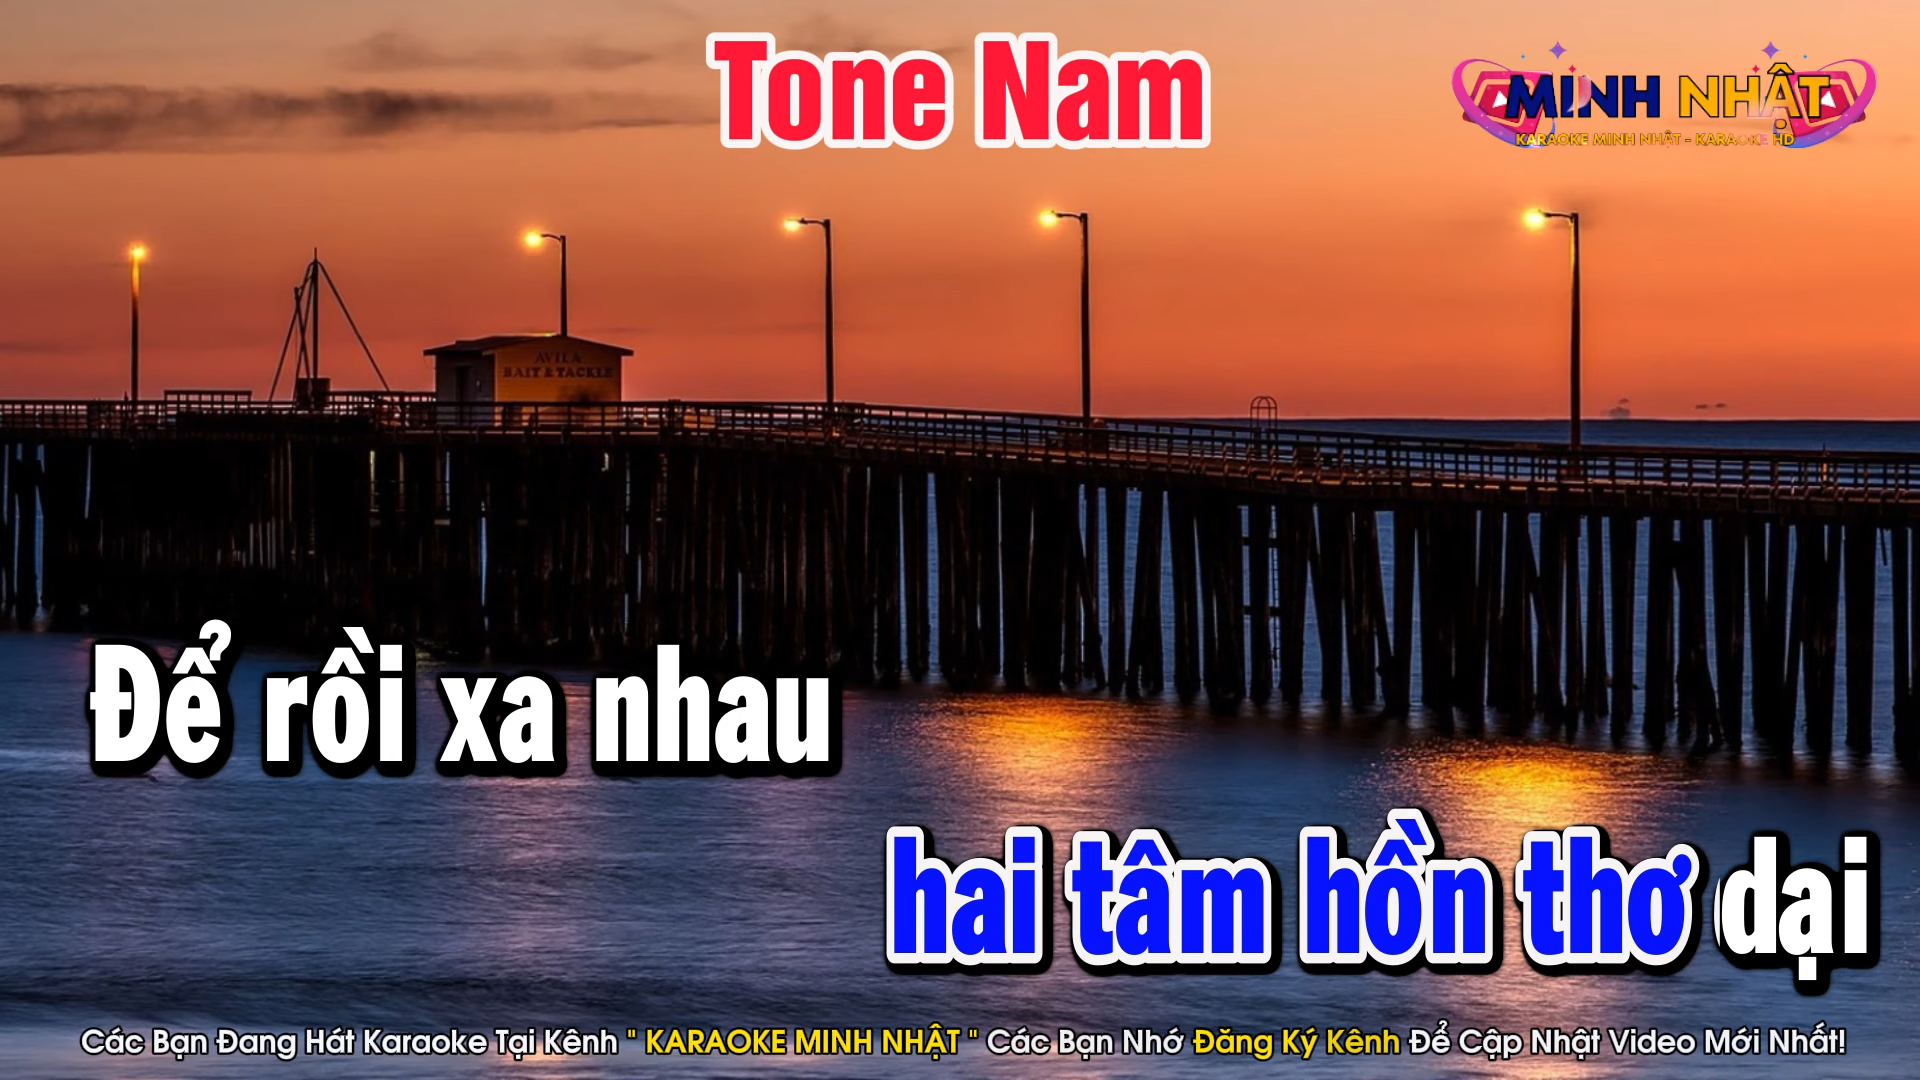 Tone Nam
MINH NHẬT
KARAOKE MINH NHẬT - KARAOKE HD
AVILA
BAIT & TACKLE
Để rồi xa nhau
hai tâm hồn thơ dại
Các Bạn Đang Hát Karaoke Tại Kênh " KARAOKE MINH NHẬT " Các Bạn Nhớ Đăng Ký Kênh Để Cập Nhật Video Mới Nhất!